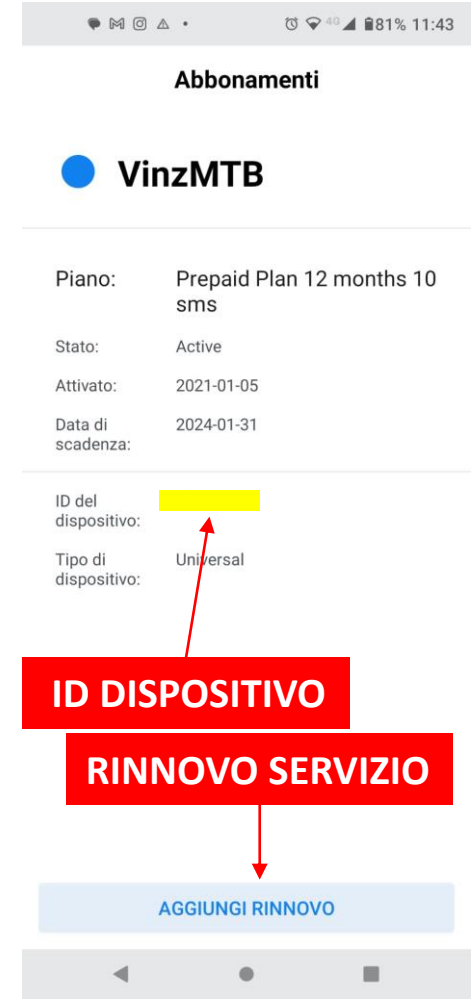 4G 81% 11:43
Abbonamenti
VinzMTB
Piano: Prepaid Plan 12 months 10
sms
Stato: Active
Attivato: 2021-01-05
Data di 2024-01-31
scadenza:
ID del
dispositivo:
Tipo di Universal
dispositivo:
ID DISPOSITIVO
RINNOVO SERVIZIO
AGGIUNGI RINNOVO